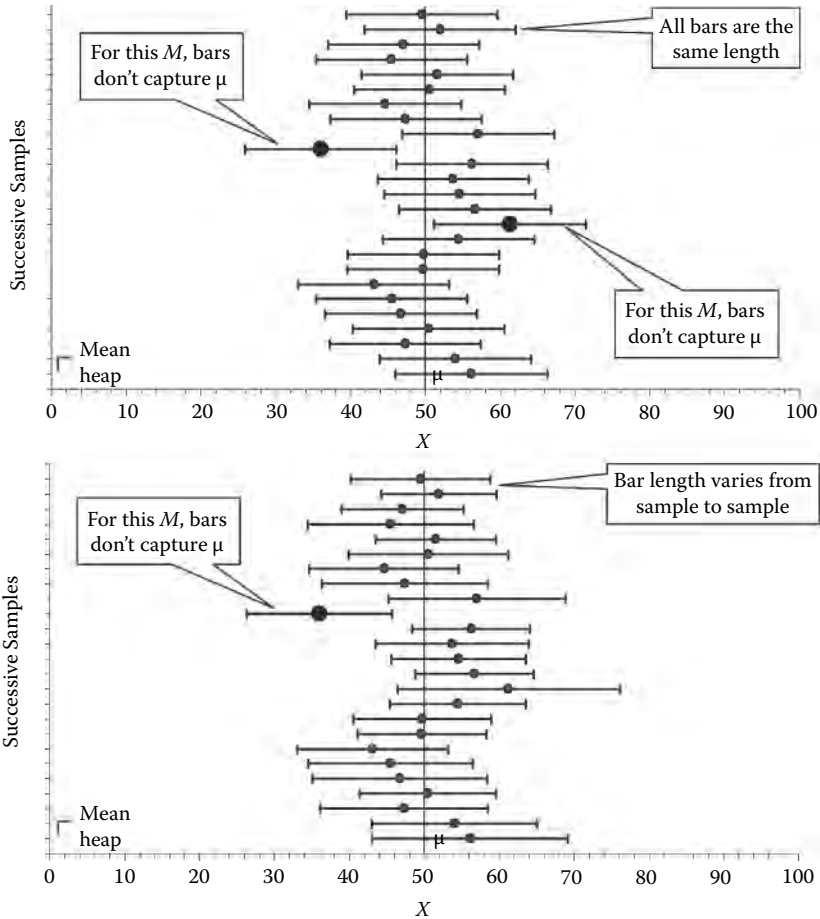 For this M, bars
don't capture μ
All bars are the
same length
Successive Samples
For this M, bars
don't capture μ
Mean
heap
μ
0 10 20 30 40 50 60 70 80 90 100
X
For this M, bars
don't capture μ
Bar length varies from
sample to sample
Successive Samples
Mean
heap
μ
0 10 20 30 40 50 60 70 80 90 100
X